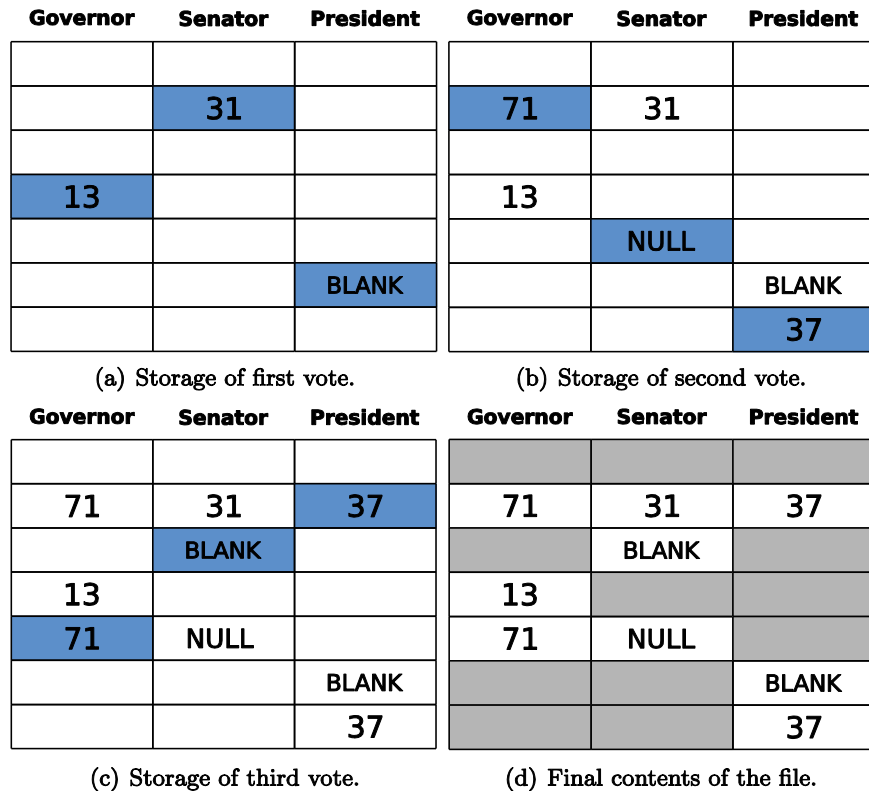 Governor Senator President
31
13
BLANK
(a) Storage of first vote.
Governor Senator President
71 31
13
NULL
BLANK
37
(b) Storage of second vote.
Governor Senator President
71 31 37
BLANK
13
71 NULL
BLANK
37
(c) Storage of third vote.
Governor Senator President
71 31 37
BLANK
13
71 NULL
BLANK
37
(d) Final contents of the file.